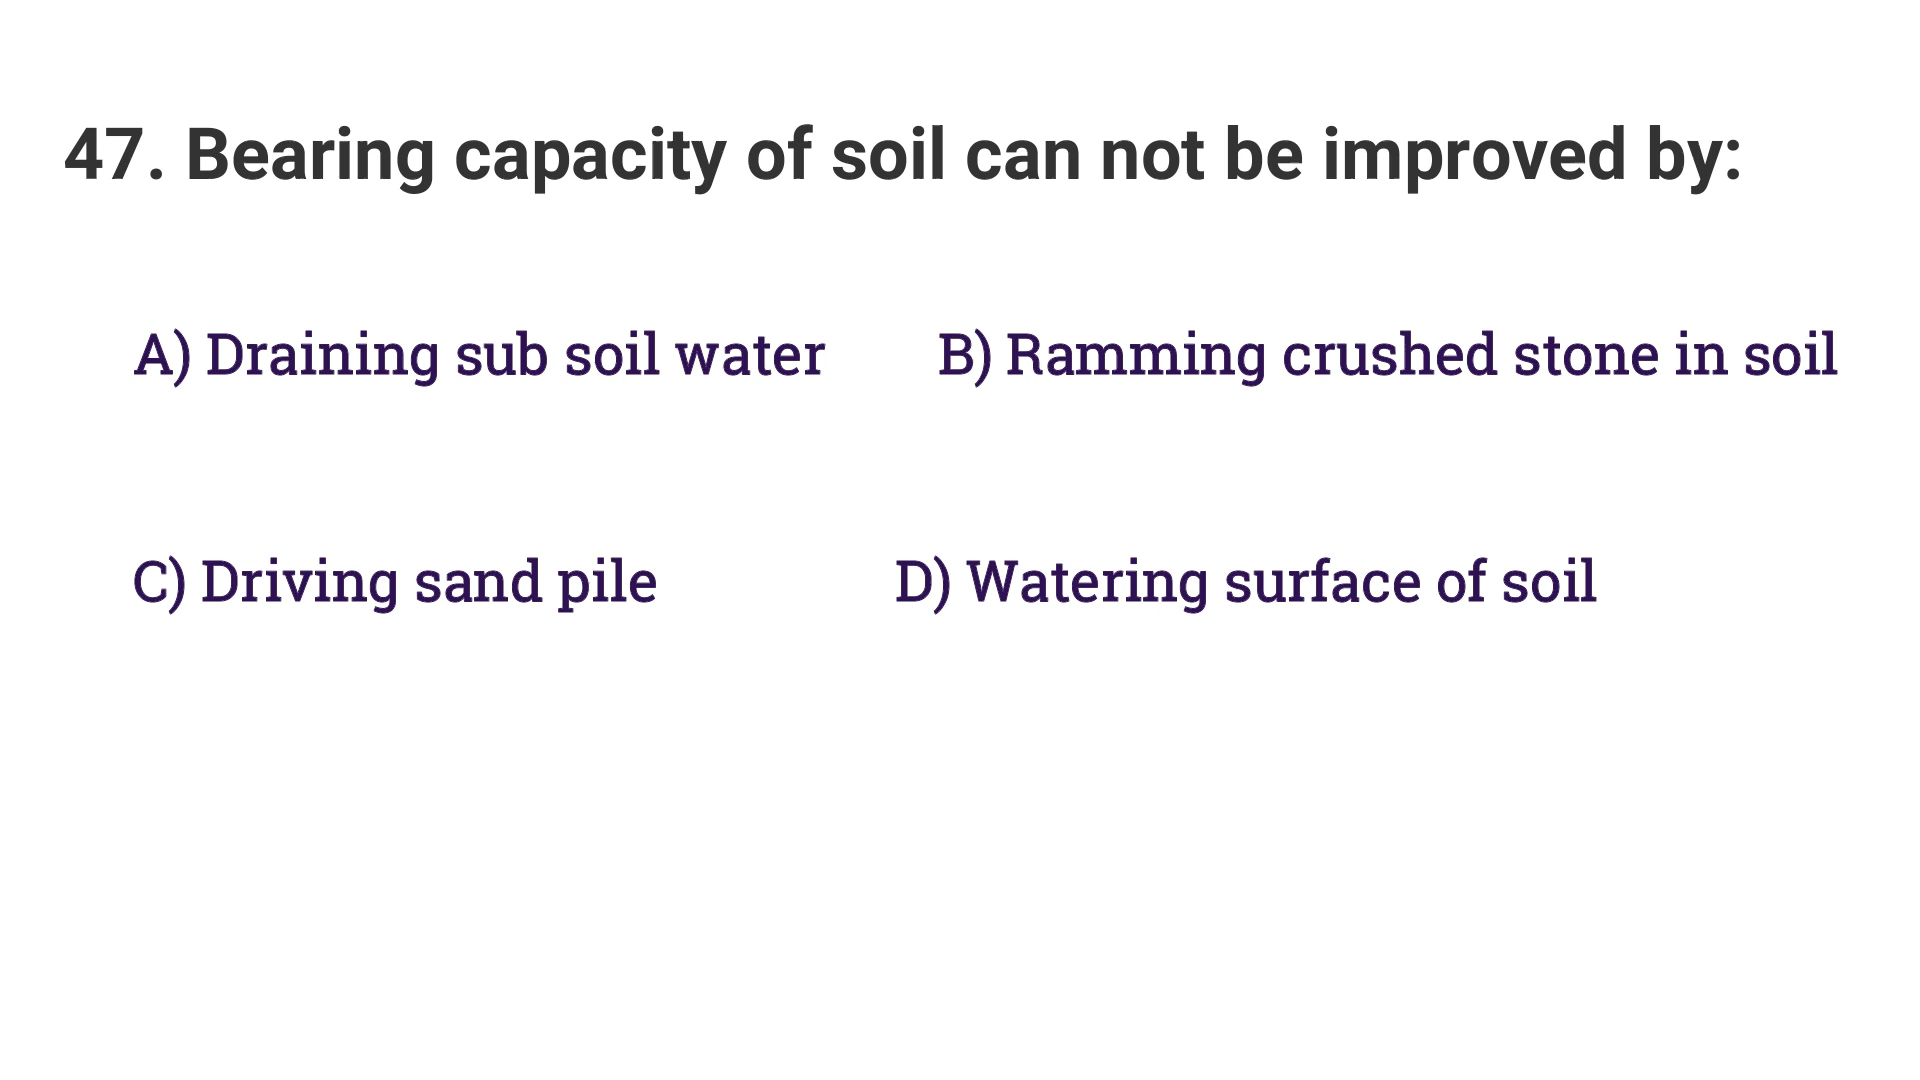 47. Bearing capacity of soil can not be improved by:
A) Draining sub soil water B) Ramming crushed stone in soil
C) Driving sand pile D) Watering surface of soil